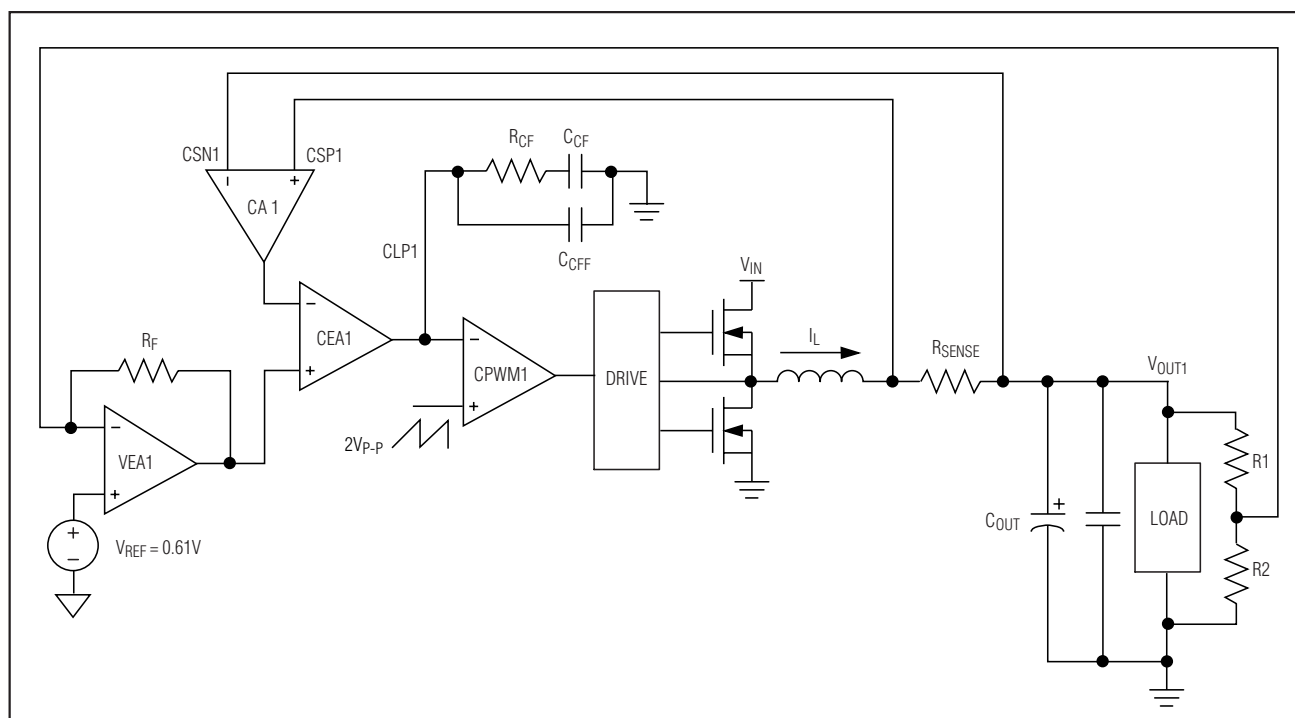 CSN1
CSP1
−
+
CA 1
R_CF
C_CF
C_CFF
CLP1
R_F
−
+
CEA1
−
+
CPWM1
2V_P-P
DRIVE
V_IN
I_L
R_SENSE
V_OUT1
−
+
VEA1
+
−
V_REF = 0.61V
+
C_OUT
LOAD
R1
R2